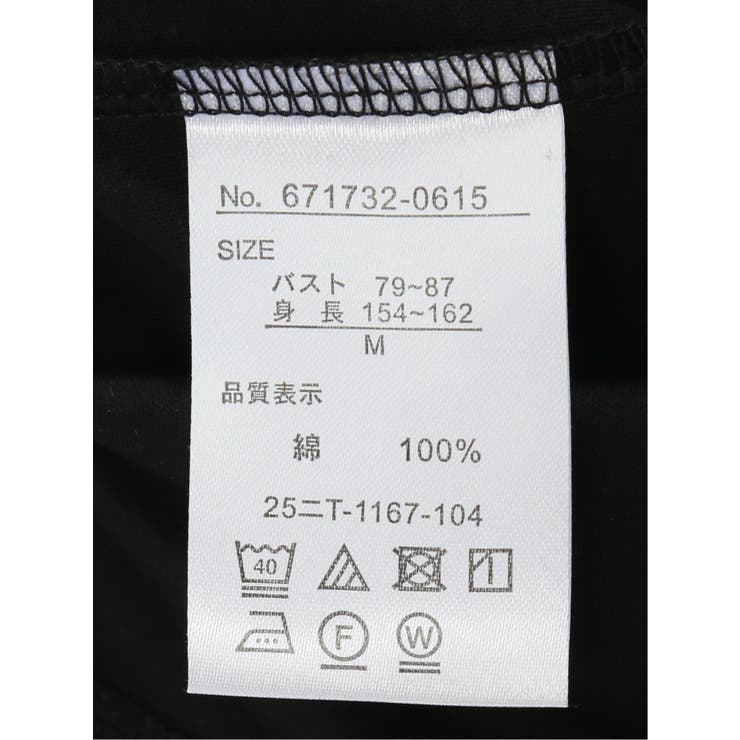 No. 671732-0615
SIZE
バスト 79~87
身 長 154~162
M
品質表示
綿 100%
25ニT-1167-104
40
F W